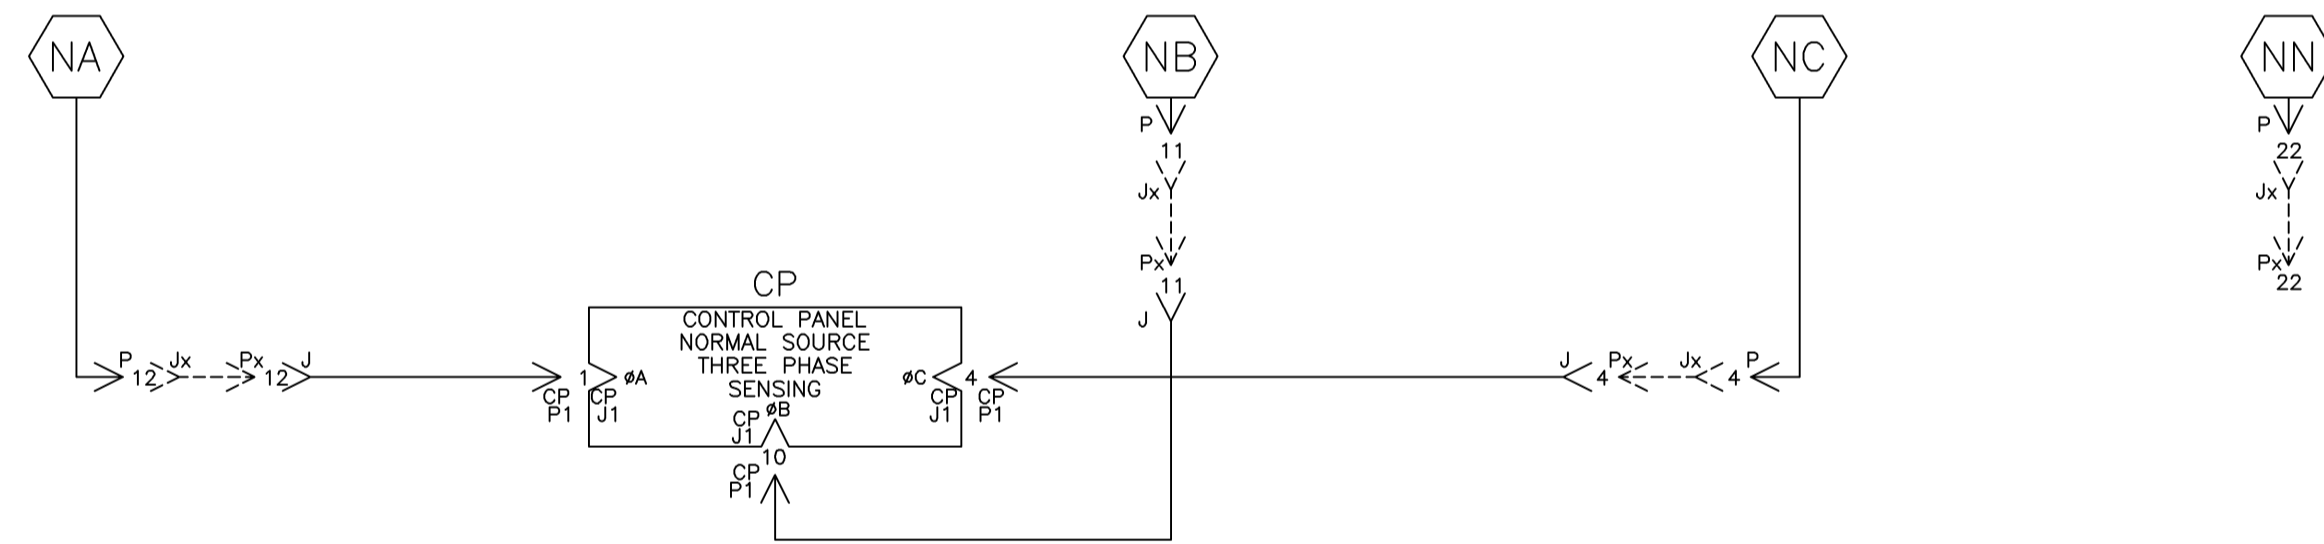 NA
NB
NC
NN
P
11
Jx
Px
11
J
P
22
Jx
Px
22
CP
CONTROL PANEL
NORMAL SOURCE
THREE PHASE
SENSING
P 12 Jx Px 12 J
1 øA
CP P1
CP J1
øB
CP J1
10
CP P1
øC 4
CP J1
CP P1
J 4 Px Jx 4 P